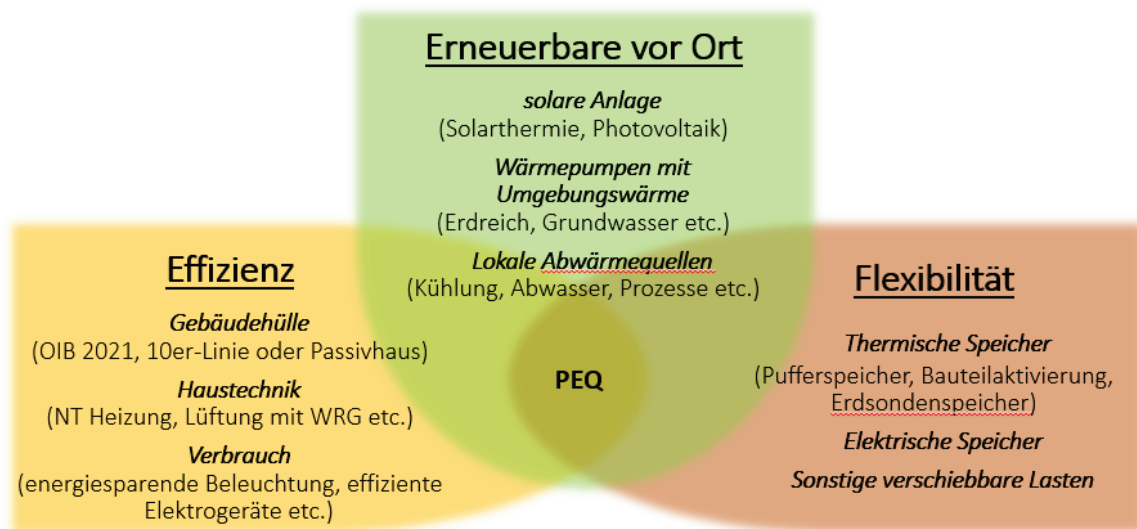 Erneuerbare vor Ort
solare Anlage
(Solarthermie, Photovoltaik)
Wärmepumpen mit
Umgebungswärme
(Erdreich, Grundwasser etc.)
Lokale Abwärmequellen
(Kühlung, Abwasser, Prozesse etc.)
Effizienz
Gebäudehülle
(OIB 2021, 10er-Linie oder Passivhaus)
Haustechnik
(NT Heizung, Lüftung mit WRG etc.)
Verbrauch
(energiesparende Beleuchtung, effiziente
Elektrogeräte etc.)
PEQ
Flexibilität
Thermische Speicher
(Pufferspeicher, Bauteilaktivierung,
Erdsondenspeicher)
Elektrische Speicher
Sonstige verschiebbare Lasten